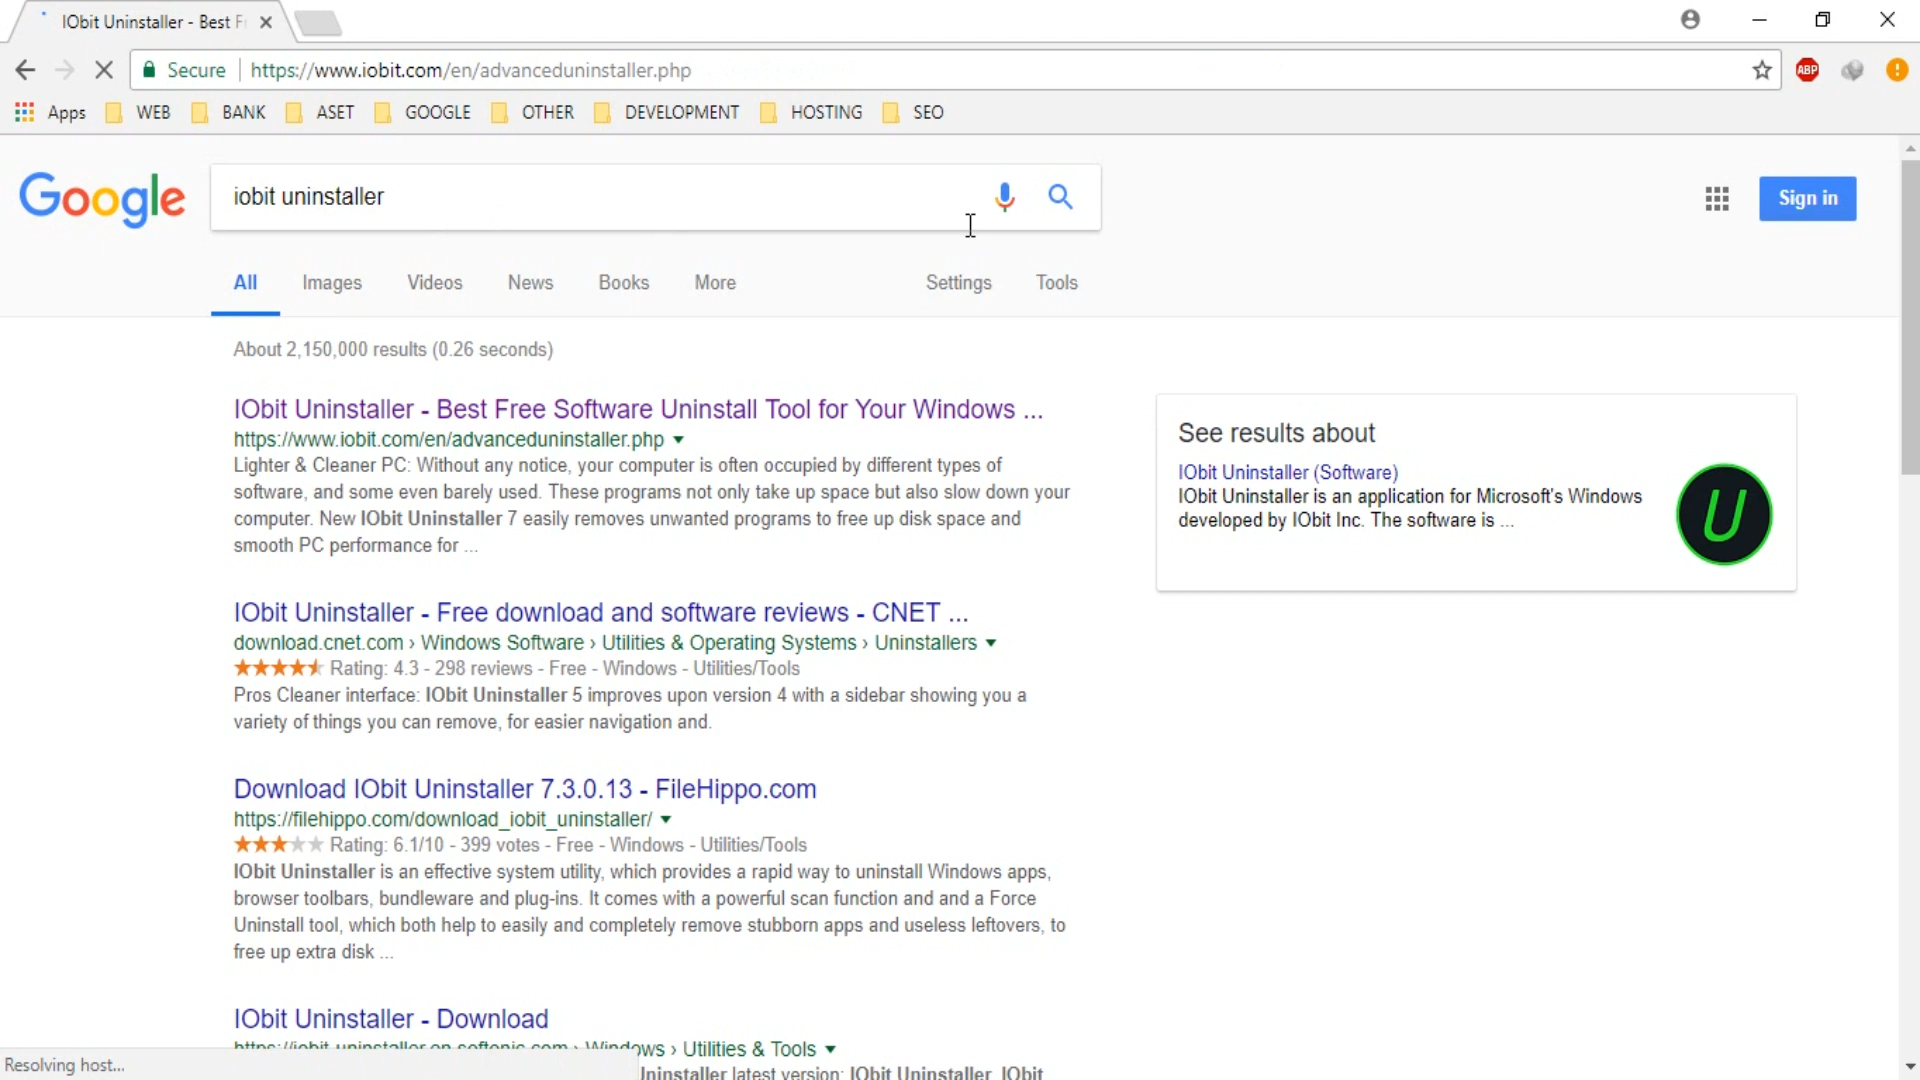 IObit Uninstaller - Best F
Secure
https://www.iobit.com/en/advanceduninstaller.php
ABP
Apps WEB BANK ASET GOOGLE OTHER DEVELOPMENT HOSTING SEO
Google
iobit uninstaller
Sign in
All Images Videos News Books More Settings Tools
About 2,150,000 results (0.26 seconds)
IObit Uninstaller - Best Free Software Uninstall Tool for Your Windows ...
https://www.iobit.com/en/advanceduninstaller.php
Lighter & Cleaner PC: Without any notice, your computer is often occupied by different types of
software, and some even barely used. These programs not only take up space but also slow down your
computer. New IObit Uninstaller 7 easily removes unwanted programs to free up disk space and
smooth PC performance for ...
See results about
IObit Uninstaller (Software)
IObit Uninstaller is an application for Microsoft's Windows
developed by IObit Inc. The software is ...
U
IObit Uninstaller - Free download and software reviews - CNET ...
download.cnet.com › Windows Software › Utilities & Operating Systems › Uninstallers
Rating: 4.3 - 298 reviews - Free - Windows - Utilities/Tools
Pros Cleaner interface: IObit Uninstaller 5 improves upon version 4 with a sidebar showing you a
variety of things you can remove, for easier navigation and.
Download IObit Uninstaller 7.3.0.13 - FileHippo.com
https://filehippo.com/download_iobit_uninstaller/
Rating: 6.1/10 - 399 votes - Free - Windows - Utilities/Tools
IObit Uninstaller is an effective system utility, which provides a rapid way to uninstall Windows apps,
browser toolbars, bundleware and plug-ins. It comes with a powerful scan function and and a Force
Uninstall tool, which both help to easily and completely remove stubborn apps and useless leftovers, to
free up extra disk ...
IObit Uninstaller - Download
https://iobit-uninstaller.en.softonic.com › Windows › Utilities & Tools
Resolving host...
Uninstaller latest version: IObit Uninstaller. IObit